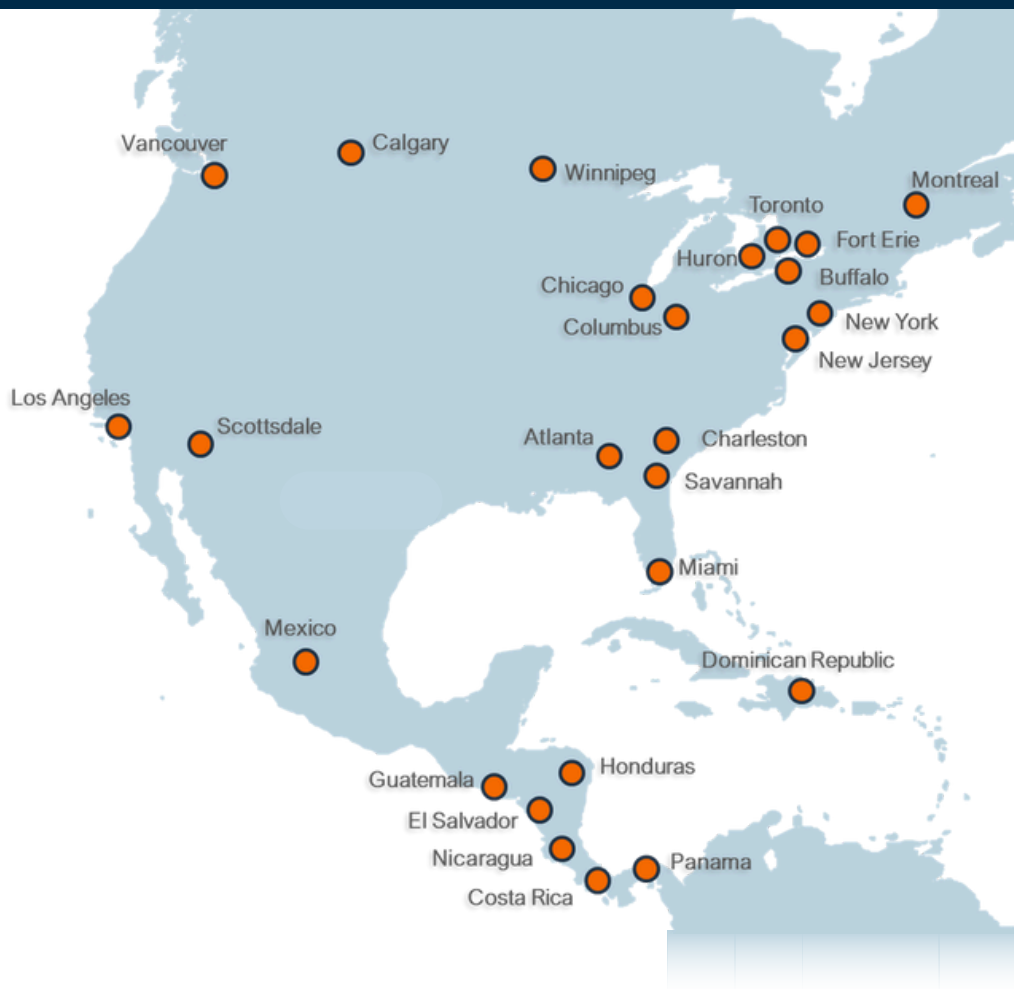 Vancouver
Calgary
Winnipeg
Montreal
Toronto
Fort Erie
Huron
Buffalo
Chicago
Columbus
New York
New Jersey
Los Angeles
Scottsdale
Atlanta
Charleston
Savannah
Miami
Mexico
Dominican Republic
Honduras
Guatemala
El Salvador
Nicaragua
Panama
Costa Rica